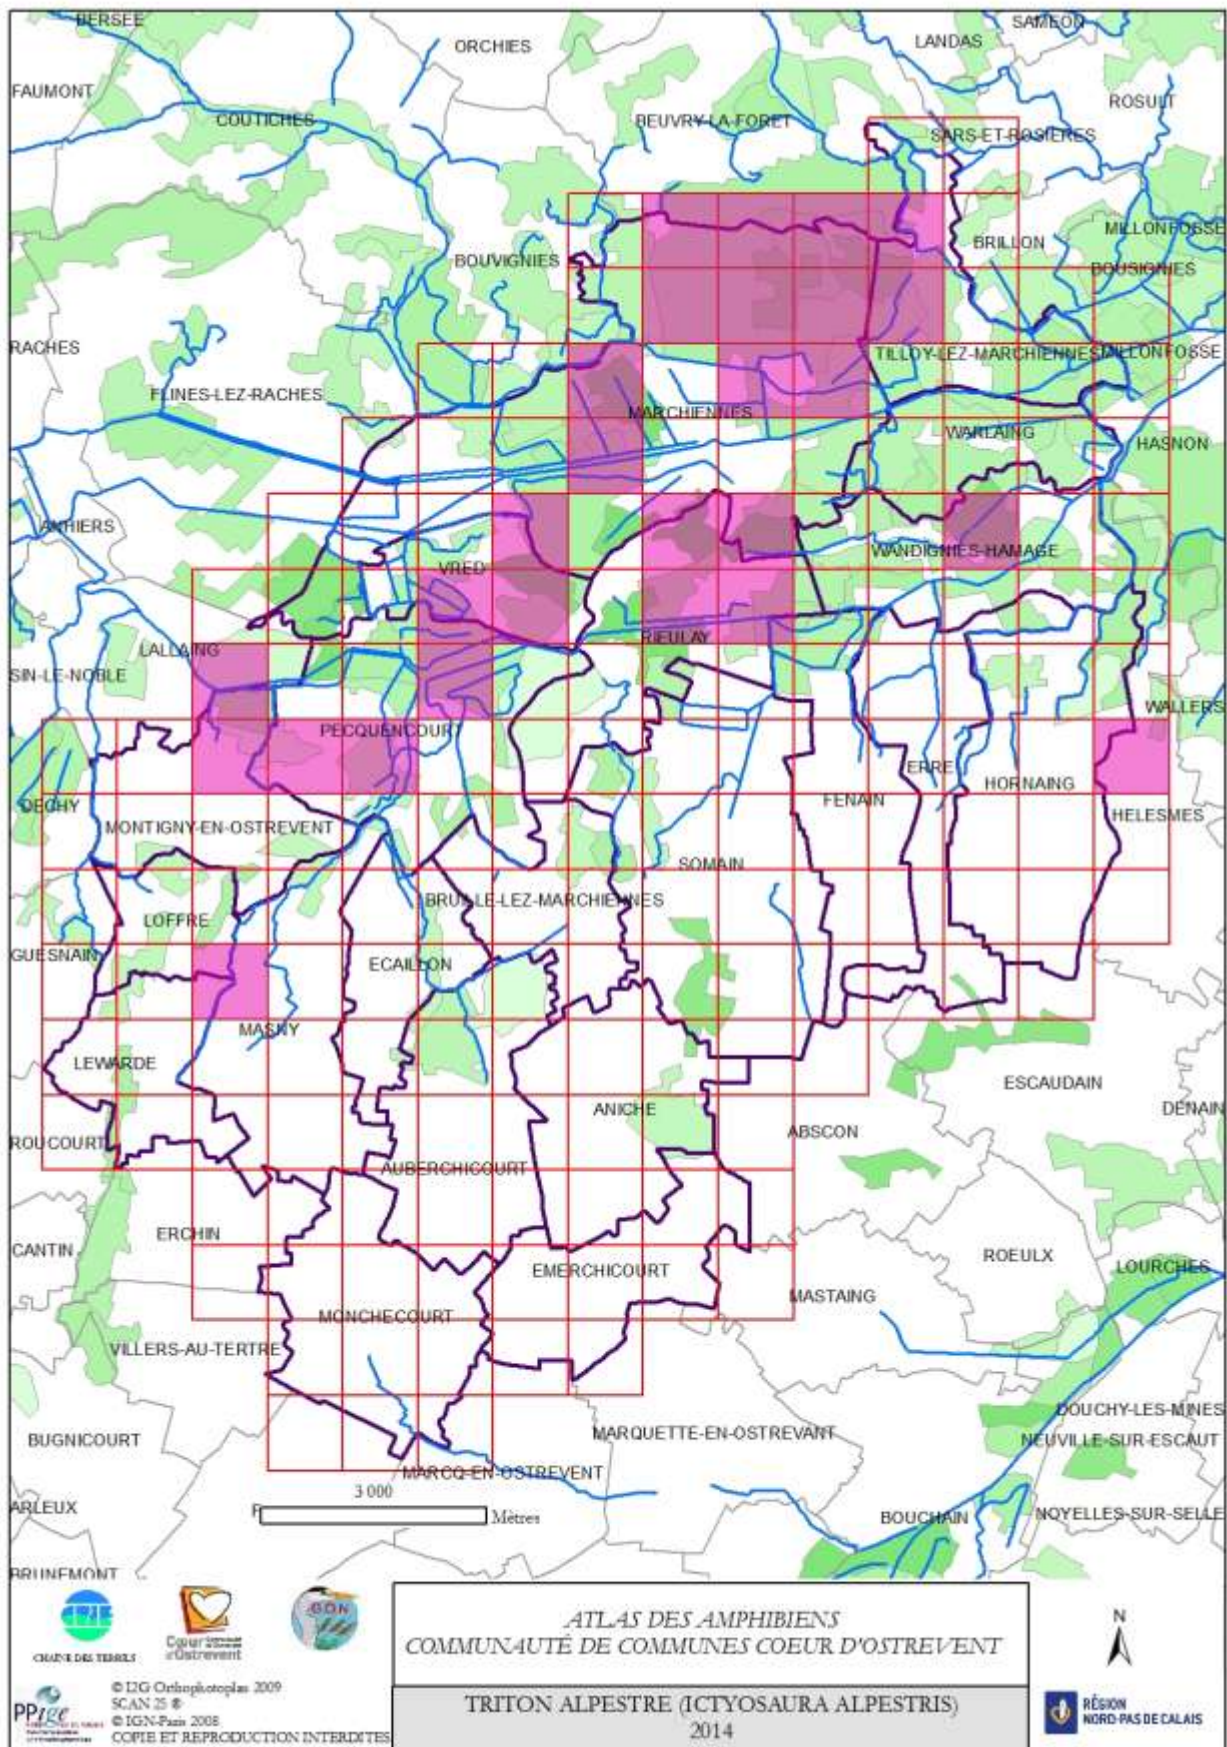 BERSEE
SAMEON
ORCHIES
LANDAS
FAUMONT
ROSULT
COUTICHES
BEUVRY-LA-FORET
SARS-ET-ROSIERES
BRILLON
MILLONFOSSE
BOUVIGNIES
BOUSIGNIES
RACHES
TILLOY-LEZ-MARCHIENNES
MILLONFOSSE
FLINES-LEZ-RACHES
MARCHIENNES
WARLAING
HASNON
ANHIERS
WANDIGNIES-HAMAGE
VRED
RIEULAY
LALLAING
SIN-LE-NOBLE
WALLERS
PECQUENCOURT
ERRE
HORNAING
DECHY
FENAIN
HELESMES
MONTIGNY-EN-OSTREVENT
SOMAIN
BRUILLE-LEZ-MARCHIENNES
LOFFRE
GUESNAIN
ECAILLON
MASNY
LEWARDE
ESCAUDAIN
ANICHE
DENAIN
ROUCOURT
ABSCON
AUBERCHICOURT
ERCHIN
CANTIN
ROEULX
EMERCHICOURT
LOURCHES
MASTAING
MONCHECOURT
VILLERS-AU-TERTRE
DOUCHY-LES-MINES
BUGNICOURT
MARQUETTE-EN-OSTREVANT
NEUVILLE-SUR-ESCAUT
MARCQ-EN-OSTREVENT
3 000
ARLEUX
Mètres
BOUCHAIN
NOYELLES-SUR-SELLE
BRUNEMONT
GON
ATLAS DES AMPHIBIENS
COMMUNAUTÉ DE COMMUNES COEUR D'OSTREVENT
N
CHAINE DES TERRILS
Cœur
d'Ostrevent
© I2G Orthophotoplan 2009
SCAN 25 ®
© IGN-Paris 2008
COPIE ET REPRODUCTION INTERDITES
PPige
TRITON ALPESTRE (ICTYOSAURA ALPESTRIS)
2014
RÉGION
NORD-PAS DE CALAIS